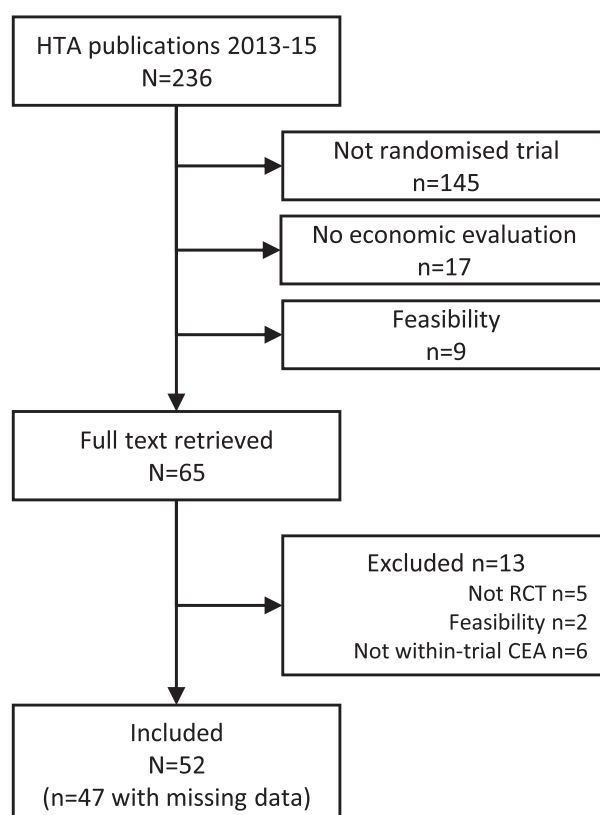 HTA publications 2013-15
N=236
Not randomised trial
n=145
No economic evaluation
n=17
Feasibility
n=9
Full text retrieved
N=65
Excluded n=13
Not RCT n=5
Feasibility n=2
Not within-trial CEA n=6
Included
N=52
(n=47 with missing data)